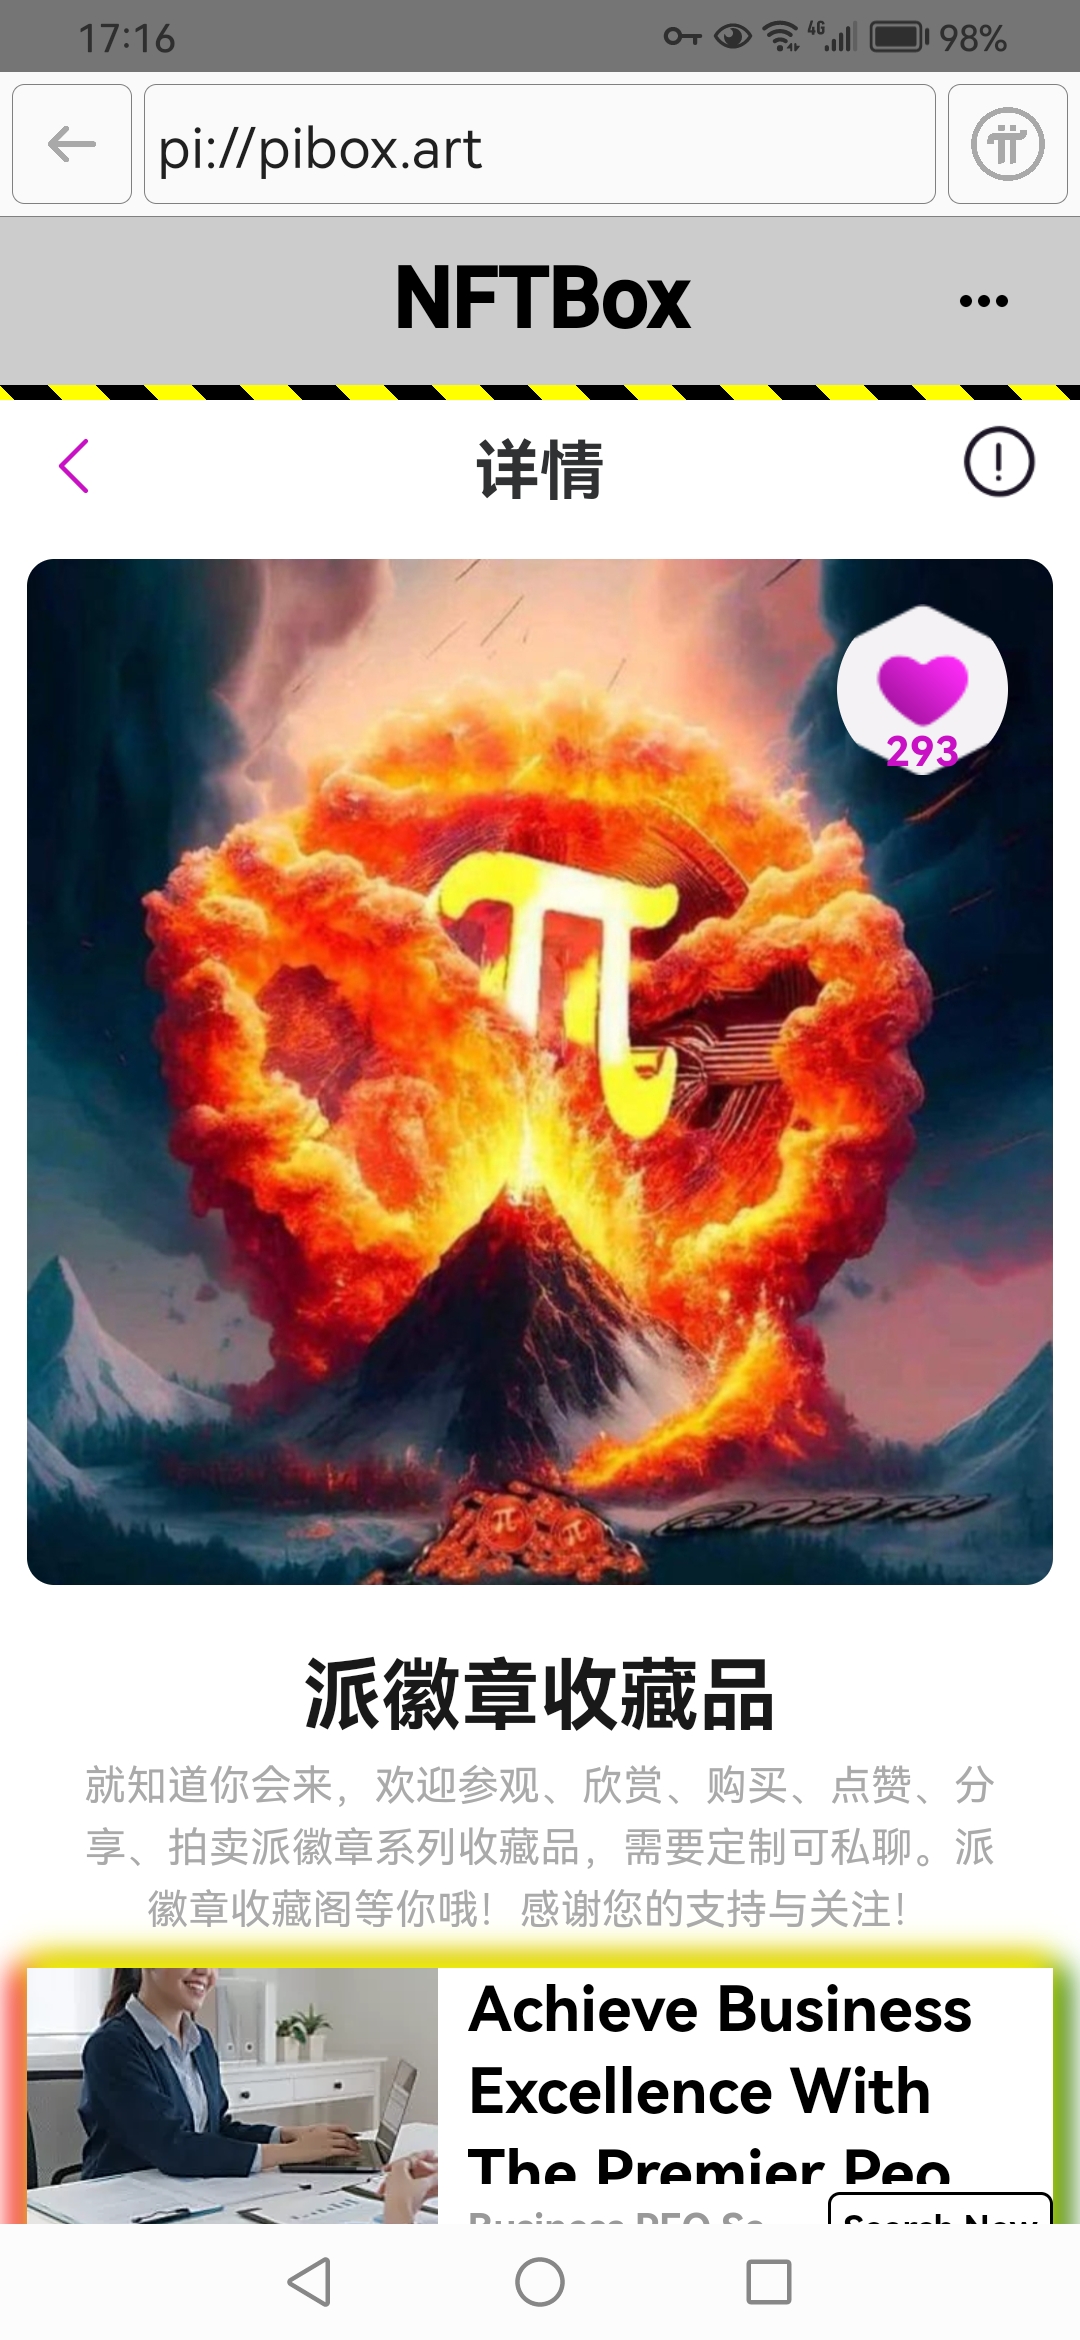 17:16
4G
98%
pi://pibox.art
NFTBox
详情
293
π
π π
派徽章收藏品
就知道你会来，欢迎参观、欣赏、购买、点赞、分
享、拍卖派徽章系列收藏品，需要定制可私聊。派
徽章收藏阁等你哦！感谢您的支持与关注！
Achieve Business
Excellence With
The Premier Peo
Business PEO Se
Search Now